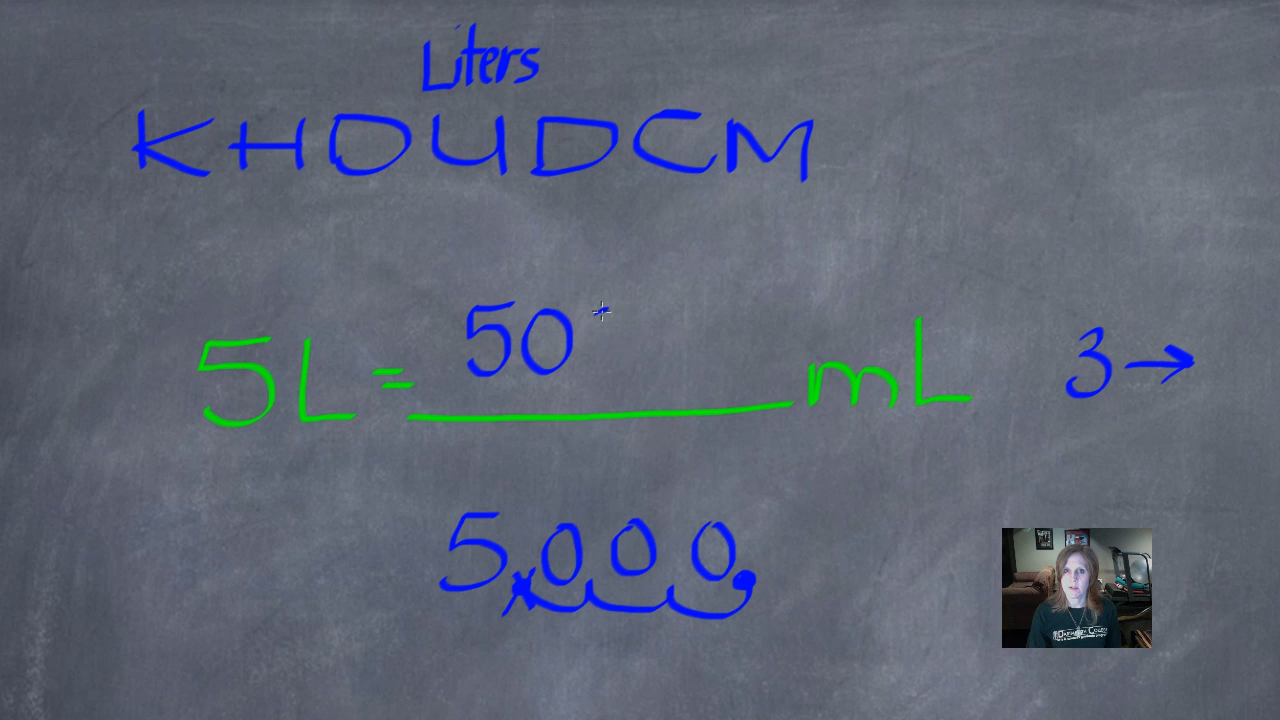 Liters
KHDUDCM
5L = 50 mL 3→
5.000.